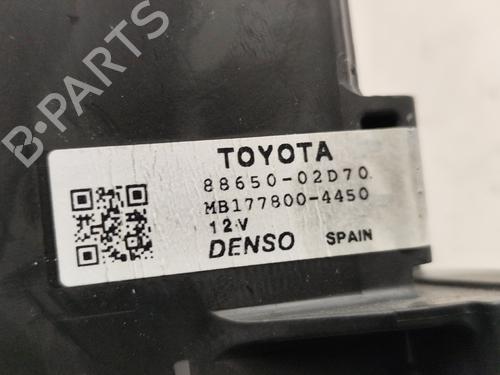 B-PARTS
TOYOTA
88650-02D70
MB177800-4450
12V
DENSO SPAIN